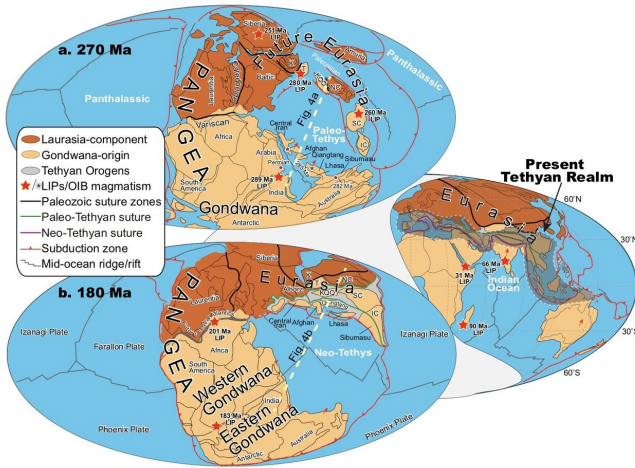 a. 270 Ma
Siberia
251 Ma
LIP
Future Eurasia
Panthalassic
Panthalassic
PANGEA
Laurentia
Baltic
K
T
280 Ma
LIP
Amuria
KQQ
NC
260 Ma
LIP
SC
IC
Fig. 4a
Paleo-
Tethys
Variscan
Africa
Central
Iran
Arabia
Permian
Afghan
Qiangtang
Lhasa
Sibumasu
289 Ma
LIP
India
282 Ma
South
America
Australia
Gondwana
Antarctic
Laurasia-component
Gondwana-origin
Tethyan Orogens
LIPs/OIB magmatism
Paleozoic suture zones
Paleo-Tethyan suture
Neo-Tethyan suture
Subduction zone
Mid-ocean ridge/rift
Present
Tethyan Realm
Eurasia
60°N
30°N
31 Ma
LIP
66 Ma
LIP
Indian
Ocean
90 Ma
LIP
30°S
60°S
b. 180 Ma
Siberia
Eurasia
PANGEA
Laurentia
K
NC
KQQ
SC
IC
Central
Iran
Afghan
Lhasa
Sibumasu
Izanagi Plate
Farallon Plate
Izanagi Plate
201 Ma
LIP
Africa
Fig. 4b
Neo-Tethys
South
America
Western
Gondwana
India
183 Ma
LIP
Eastern
Gondwana
Phoenix Plate
Phoenix Plate
Australia
Antarctic